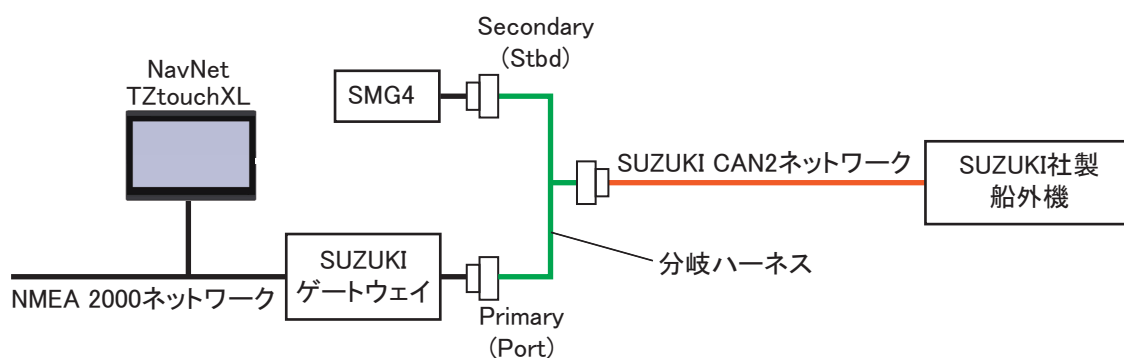 Secondary
(Stbd)
NavNet
TZtouchXL
SMG4
SUZUKI CAN2ネットワーク
SUZUKI社製
船外機
SUZUKI
ゲートウェイ
分岐ハーネス
NMEA 2000ネットワーク
Primary
(Port)